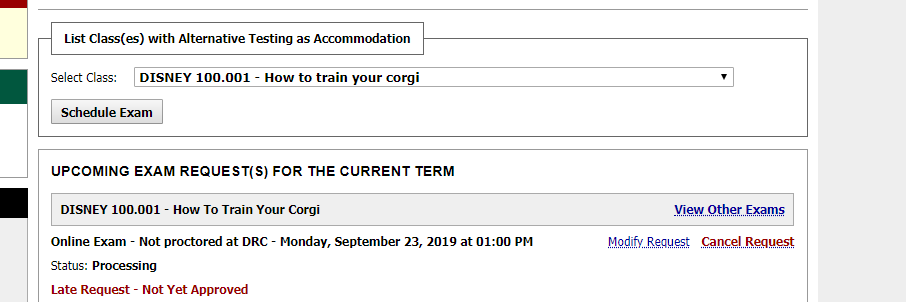 List Class(es) with Alternative Testing as Accommodation
Select Class: DISNEY 100.001 - How to train your corgi
Schedule Exam
UPCOMING EXAM REQUEST(S) FOR THE CURRENT TERM
DISNEY 100.001 - How To Train Your Corgi View Other Exams
Online Exam - Not proctored at DRC - Monday, September 23, 2019 at 01:00 PM Modify Request Cancel Request
Status: Processing
Late Request - Not Yet Approved